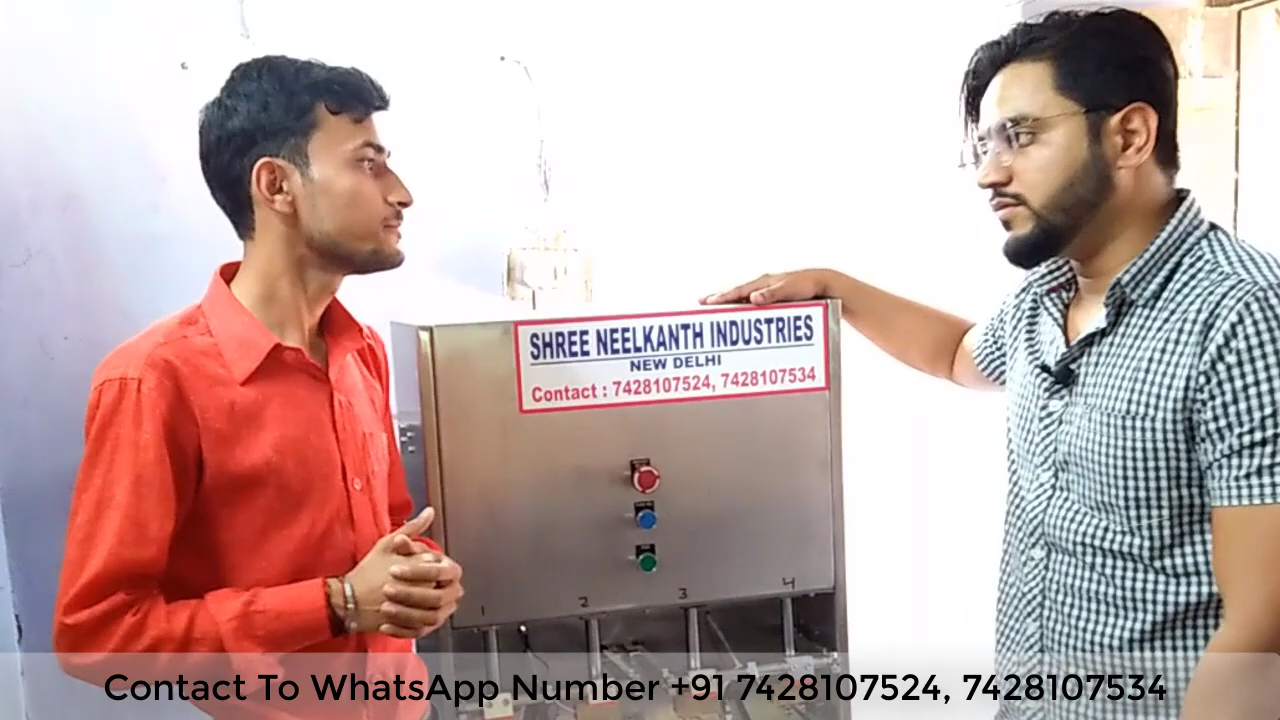 SHREE NEELKANTH INDUSTRIES
NEW DELHI
Contact : 7428107524, 7428107534
1 2 3 4
Contact To WhatsApp Number +91 7428107524, 7428107534